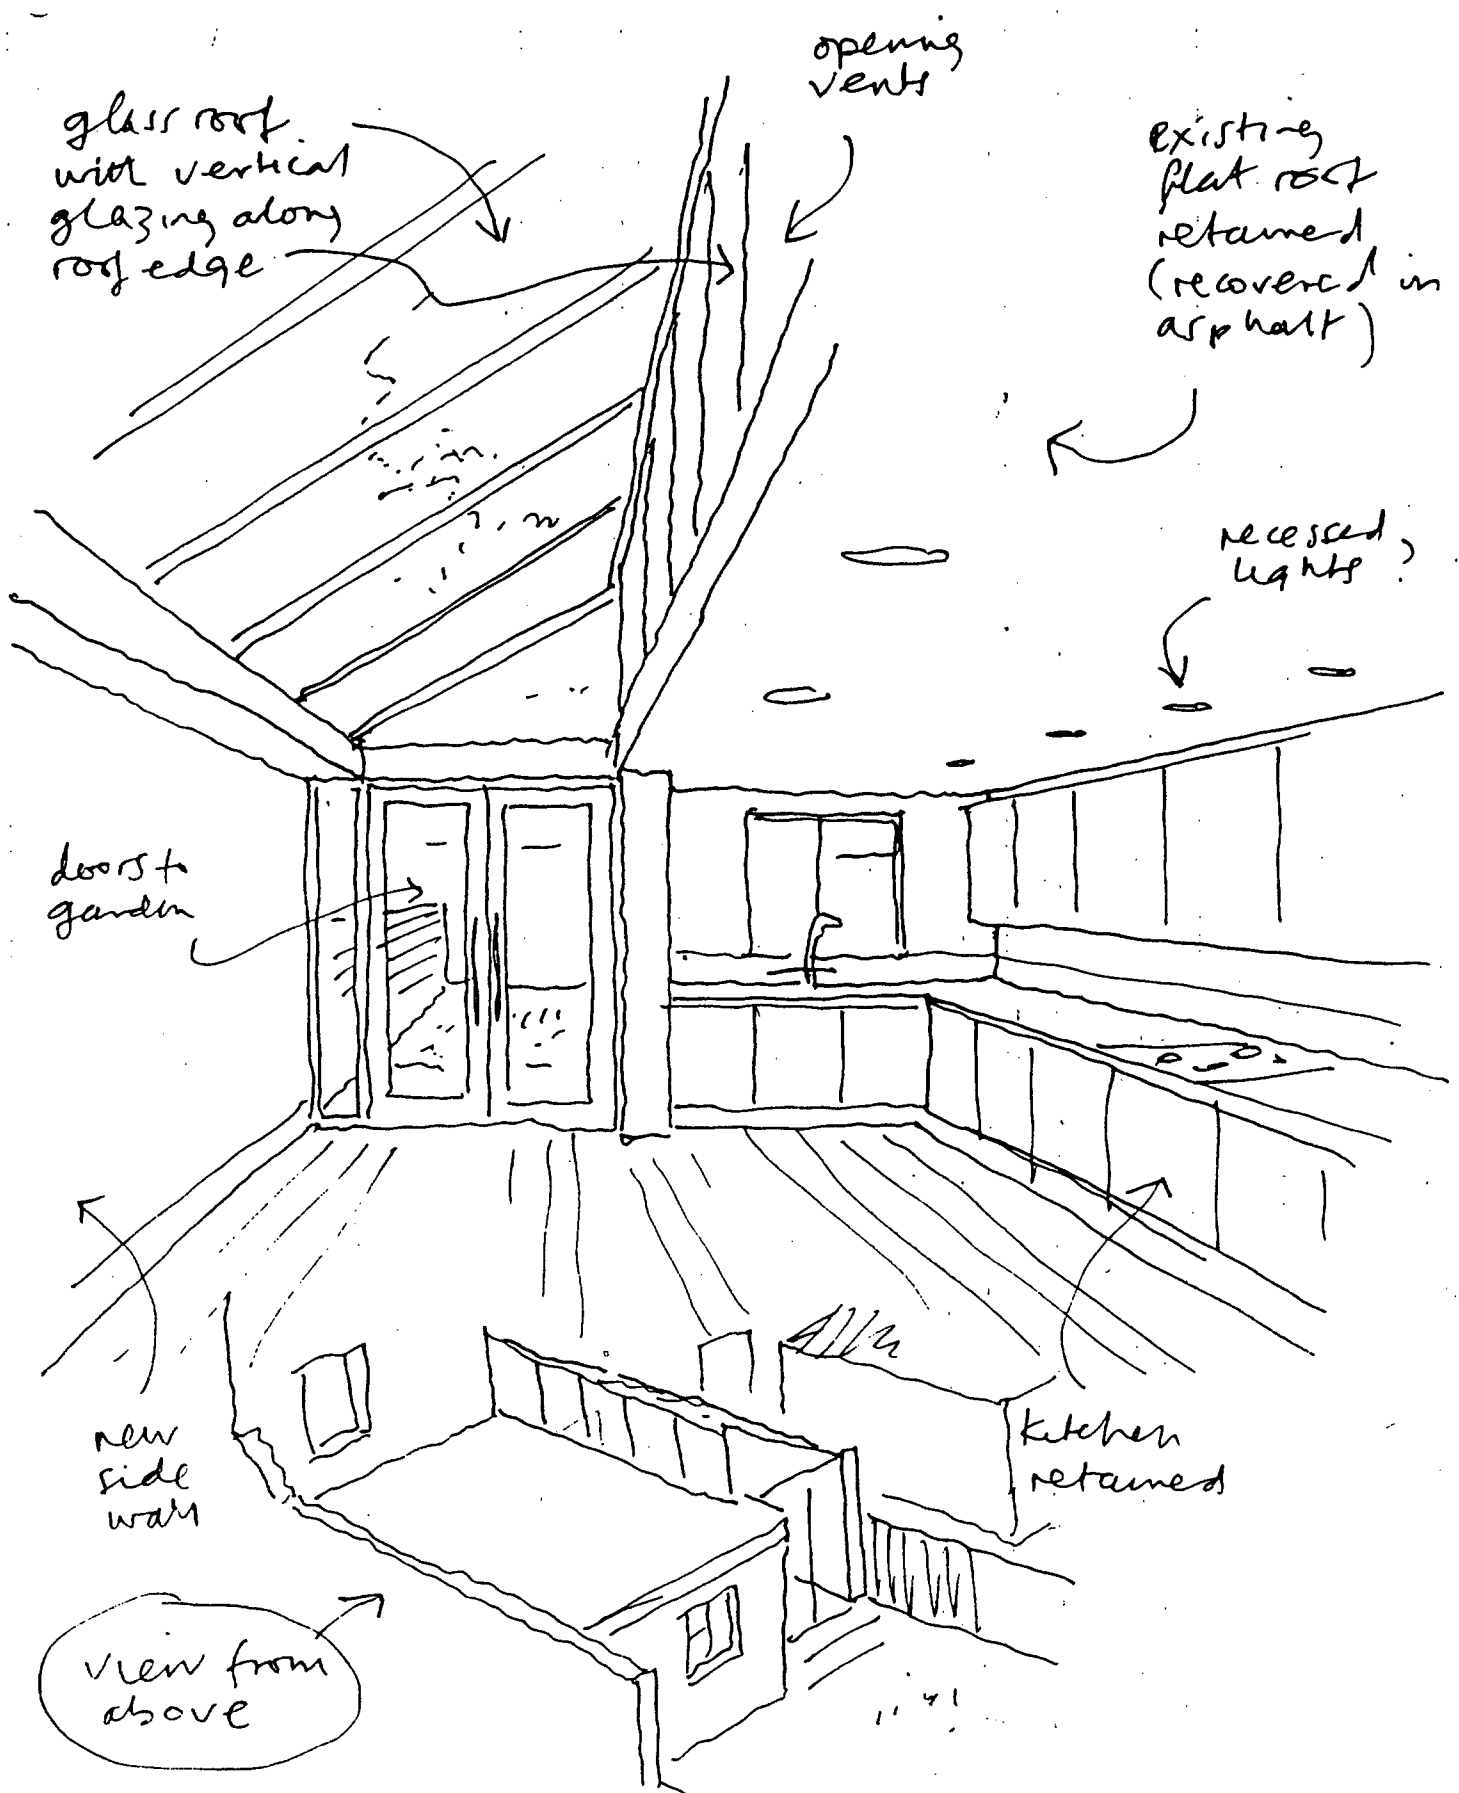 opening
vents
glass roof
with vertical
glazing along
roof edge
existing
flat roof
retained
(recovered in
asphalt)
recessed
lights?
doors to
garden
new
side
wall
kitchen
retained
view from
above